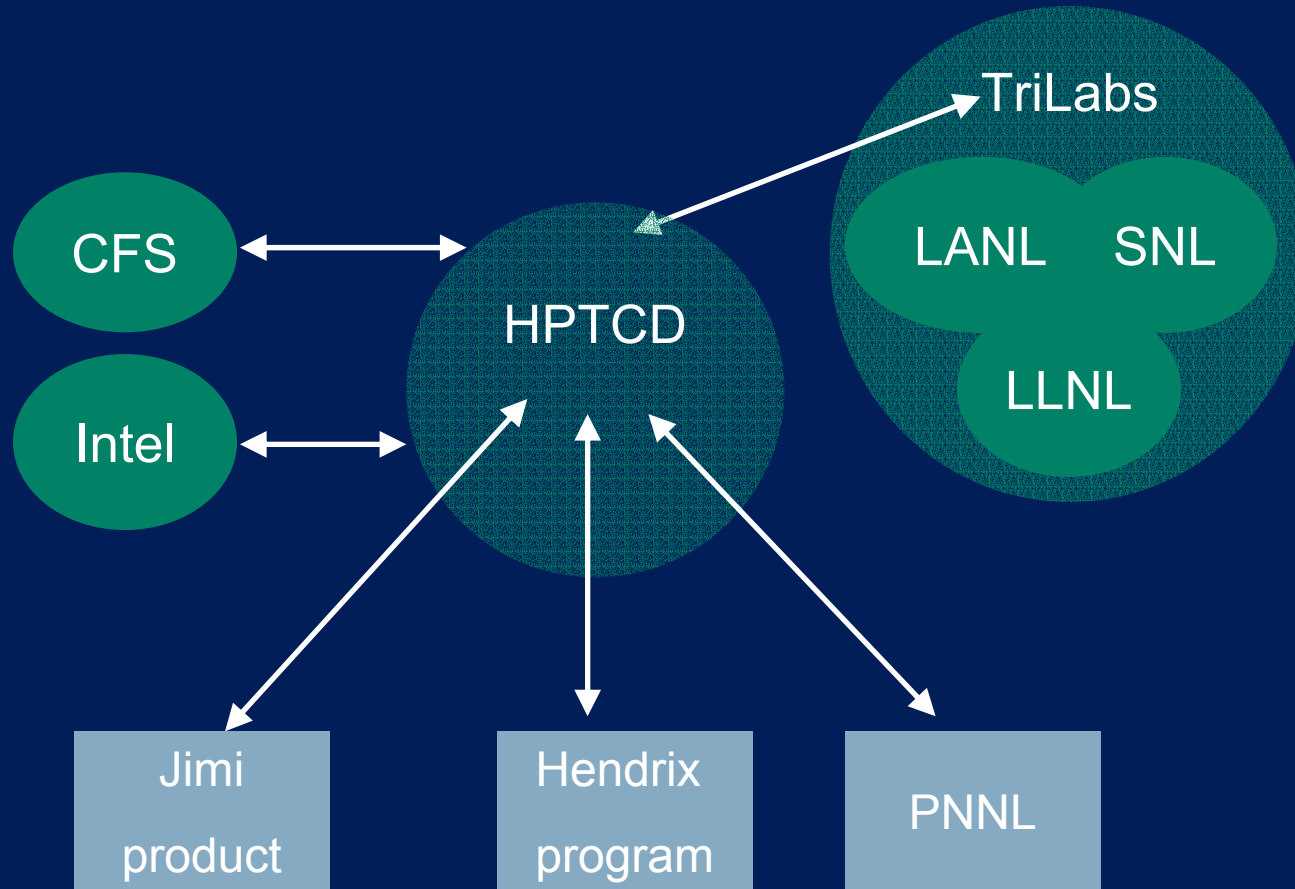 TriLabs
CFS
LANL
SNL
HPTCD
LLNL
Intel
Jimi
product
Hendrix
program
PNNL